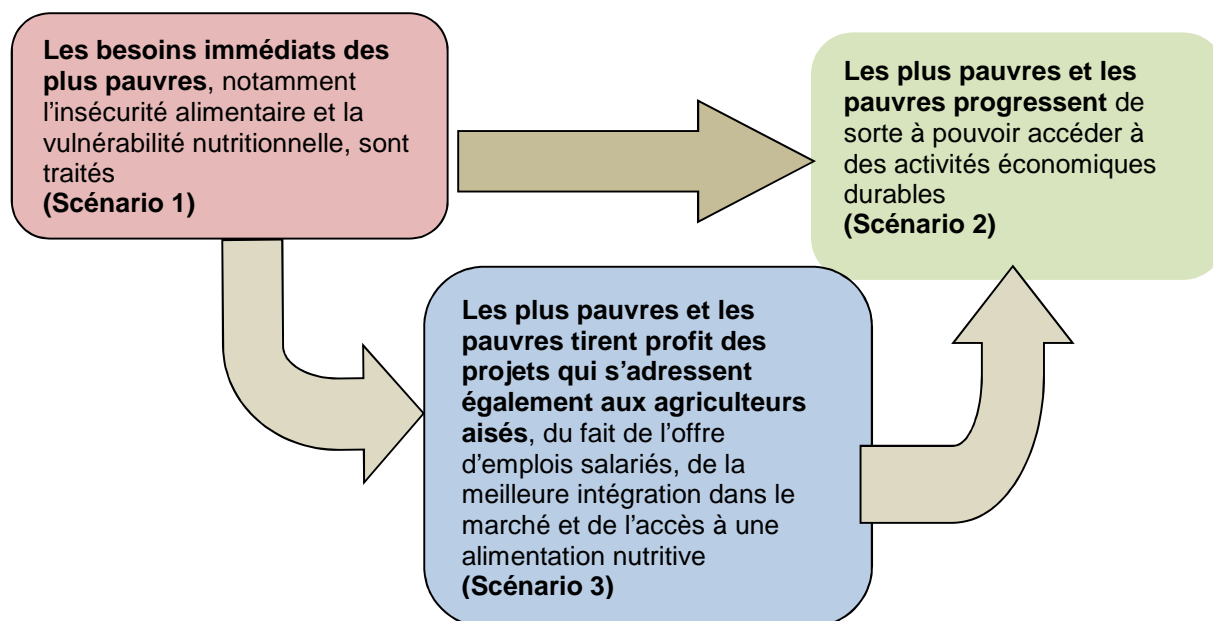 Les besoins immédiats des
plus pauvres, notamment
l'insécurité alimentaire et la
vulnérabilité nutritionnelle, sont
traités
(Scénario 1)
Les plus pauvres et les
pauvres progressent de
sorte à pouvoir accéder à
des activités économiques
durables
(Scénario 2)
Les plus pauvres et les
pauvres tirent profit des
projets qui s'adressent
également aux agriculteurs
aisés, du fait de l'offre
d'emplois salariés, de la
meilleure intégration dans le
marché et de l'accès à une
alimentation nutritive
(Scénario 3)